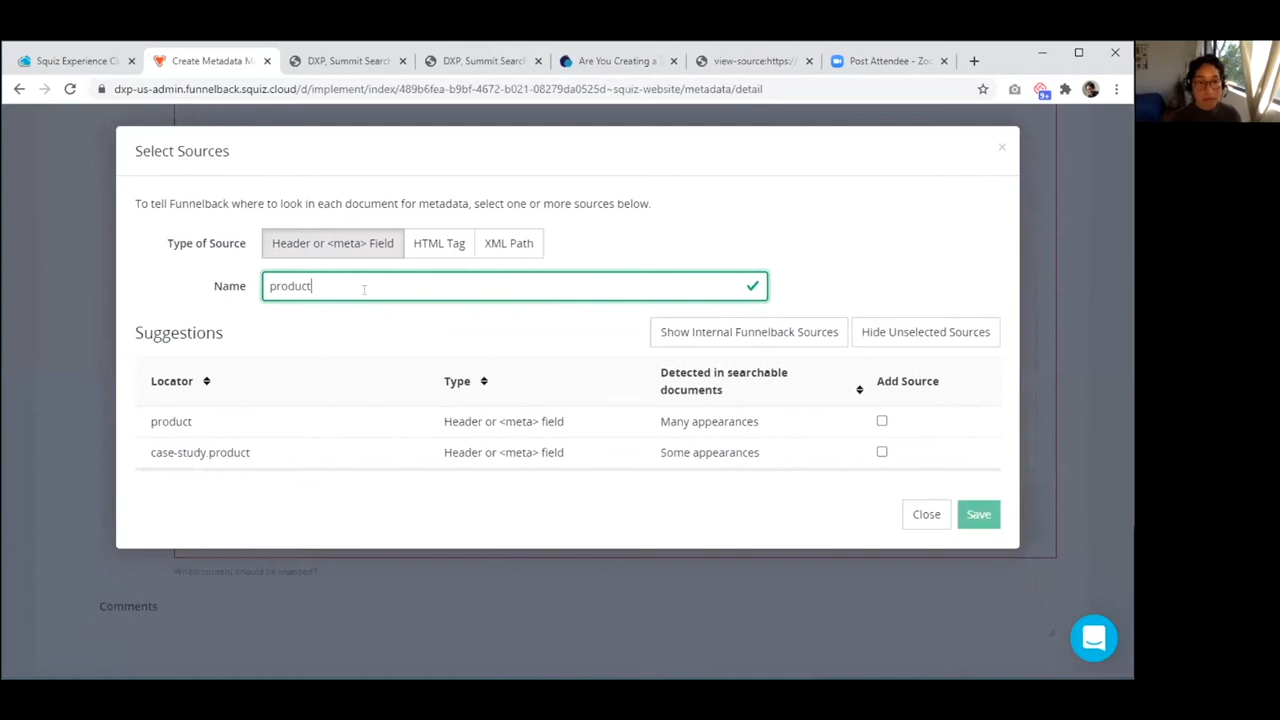 Squiz Experience Cl
Create Metadata M
DXP, Summit Search
DXP, Summit Search
Are You Creating a
view-source:https:/
Post Attendee - Zoo
dxp-us-admin.funnelback.squiz.cloud/d/implement/index/489b6fea-b9bf-4672-b021-08279da0525d~squiz-website/metadata/detail
9+
Select Sources
To tell Funnelback where to look in each document for metadata, select one or more sources below.
Type of Source Header or <meta> Field HTML Tag XML Path
Name product
Suggestions Show Internal Funnelback Sources Hide Unselected Sources
Locator Type Detected in searchable documents Add Source
product Header or <meta> field Many appearances
case-study.product Header or <meta> field Some appearances
Close Save
Which content should be mapped?
Comments